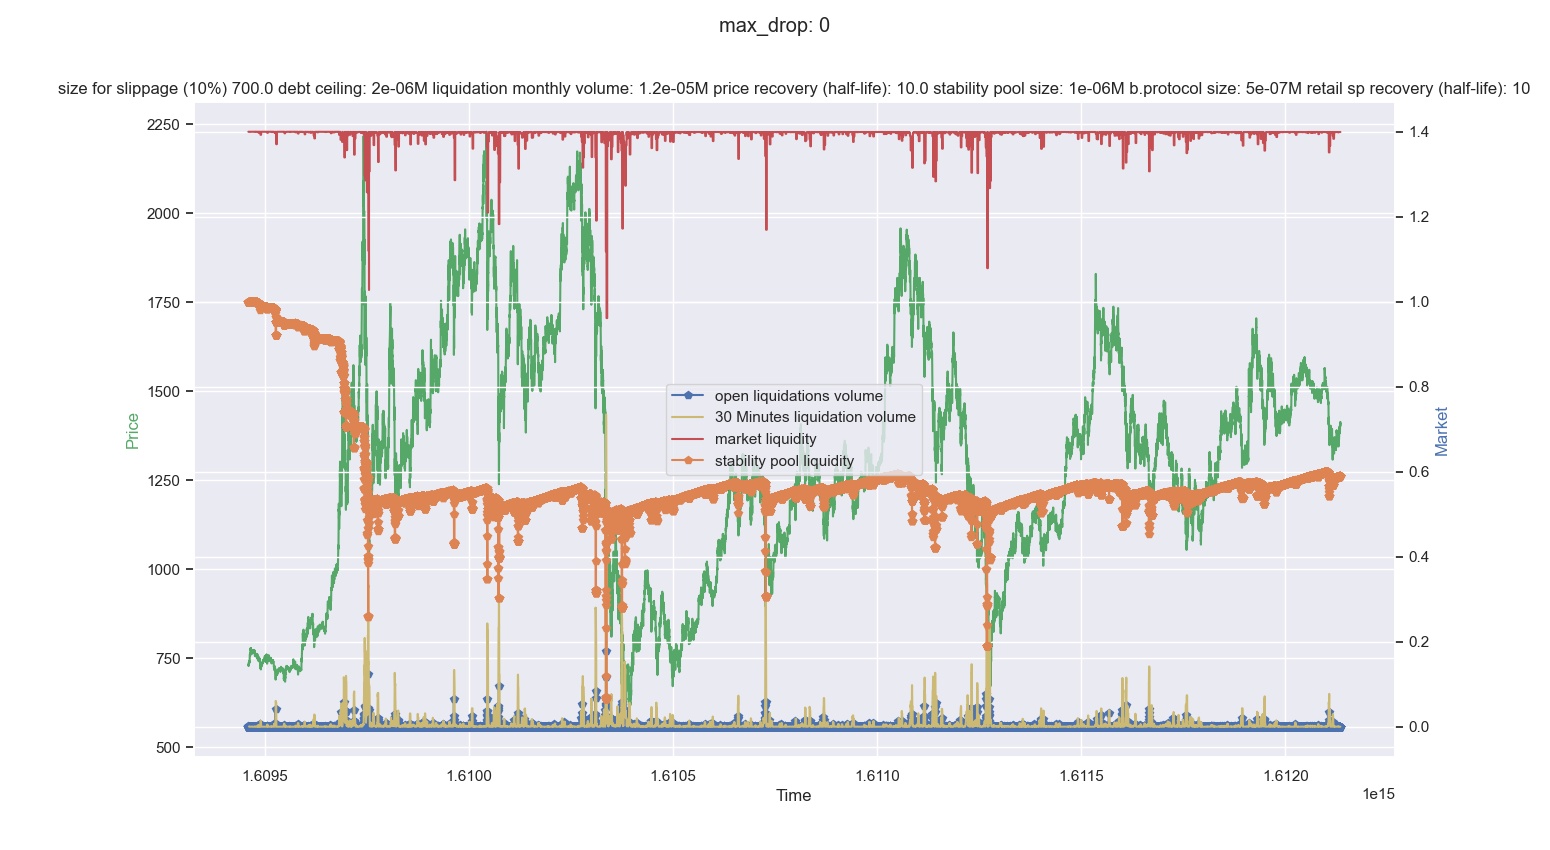 max_drop: 0
size for slippage (10%) 700.0 debt ceiling: 2e-06M liquidation monthly volume: 1.2e-05M price recovery (half-life): 10.0 stability pool size: 1e-06M b.protocol size: 5e-07M retail sp recovery (half-life): 10
2250
2000
1750
1500
1250
1000
750
500
Price
open liquidations volume
30 Minutes liquidation volume
market liquidity
stability pool liquidity
1.4
1.2
1.0
0.8
0.6
0.4
0.2
0.0
Market
1.6095 1.6100 1.6105 1.6110 1.6115 1.6120
1e15
Time